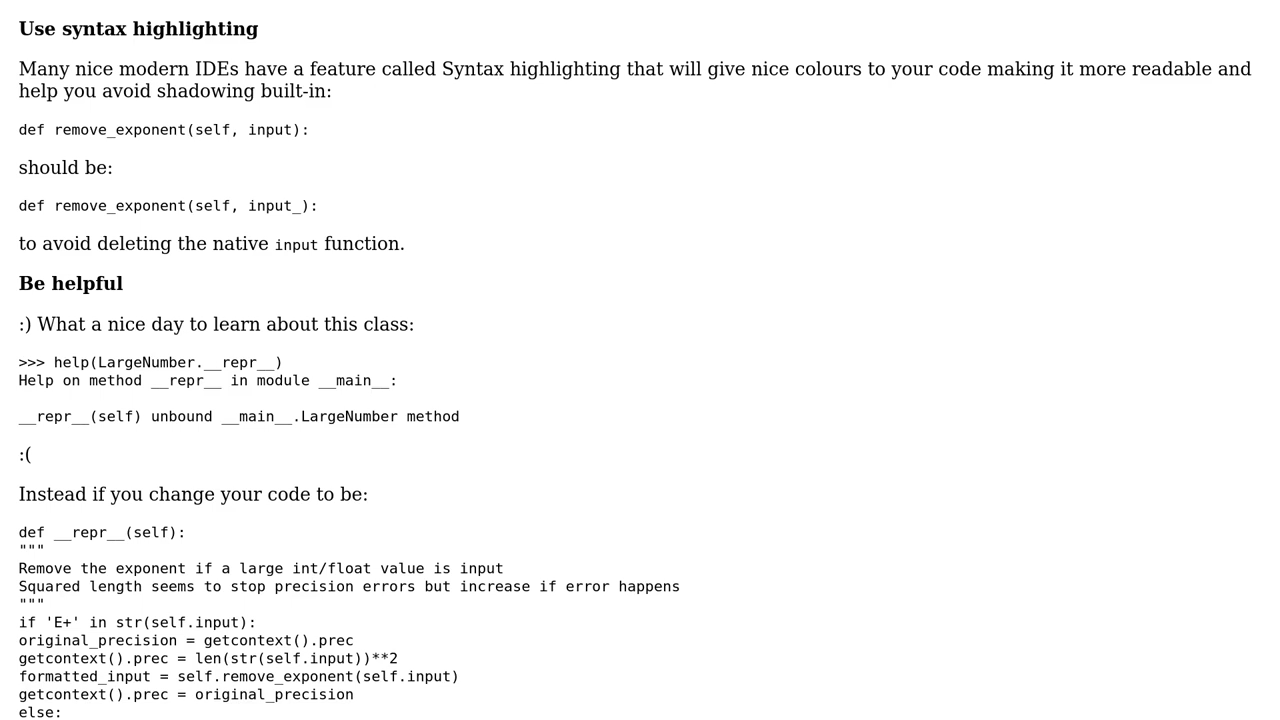 Use syntax highlighting
Many nice modern IDEs have a feature called Syntax highlighting that will give nice colours to your code making it more readable and
help you avoid shadowing built-in:
def remove_exponent(self, input):
should be:
def remove_exponent(self, input_):
to avoid deleting the native input function.
Be helpful
:) What a nice day to learn about this class:
>>> help(LargeNumber.__repr__)
Help on method __repr__ in module __main__:
__repr__(self) unbound __main__.LargeNumber method
:(
Instead if you change your code to be:
def __repr__(self):
"""
Remove the exponent if a large int/float value is input
Squared length seems to stop precision errors but increase if error happens
"""
if 'E+' in str(self.input):
original_precision = getcontext().prec
getcontext().prec = len(str(self.input))**2
formatted_input = self.remove_exponent(self.input)
getcontext().prec = original_precision
else: